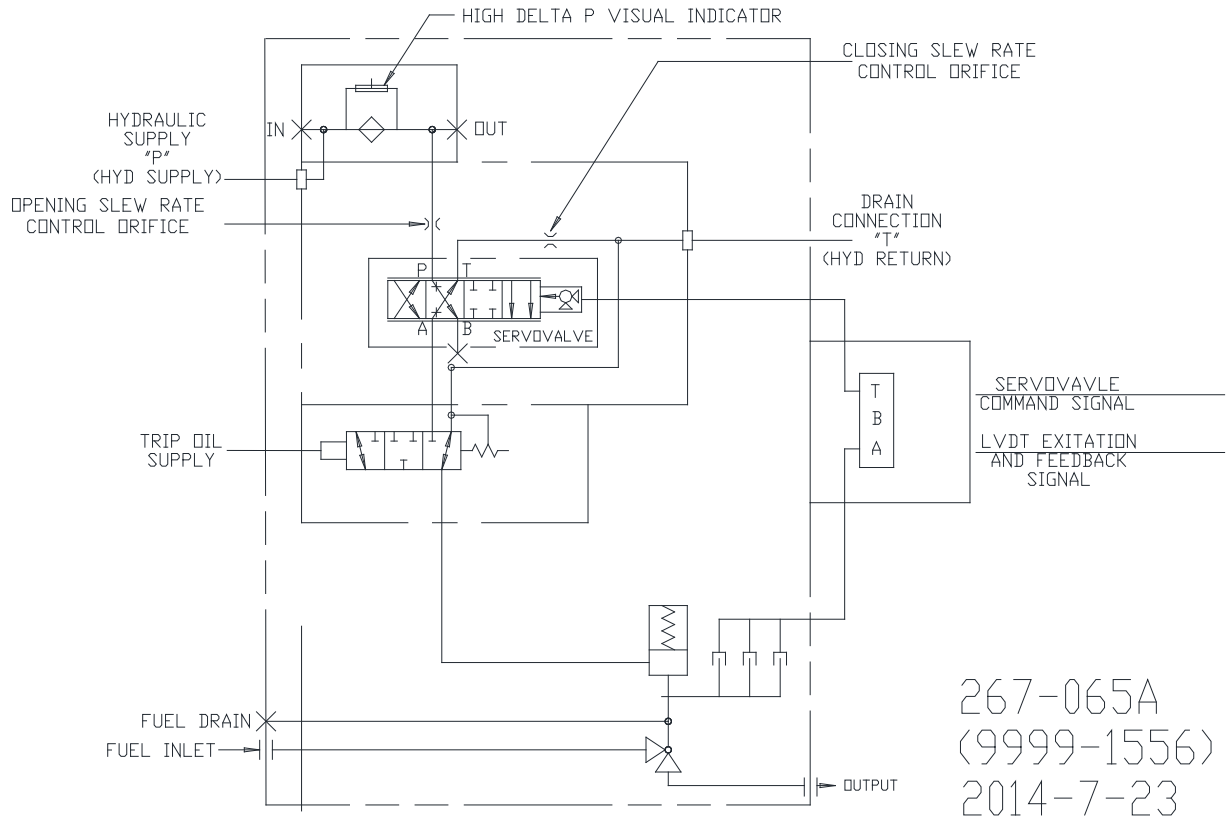 HIGH DELTA P VISUAL INDICATOR
CLOSING SLEW RATE
CONTROL ORIFICE
HYDRAULIC
SUPPLY
"P"
(HYD SUPPLY)
IN
OUT
OPENING SLEW RATE
CONTROL ORIFICE
DRAIN
CONNECTION
"T"
(HYD RETURN)
P T
A B
SERVOVALVE
T
B
A
SERVOVAVLE
COMMAND SIGNAL
TRIP OIL
SUPPLY
LVDT EXITATION
AND FEEDBACK
SIGNAL
FUEL DRAIN
FUEL INLET
OUTPUT
267-065A
(9999-1556)
2014-7-23